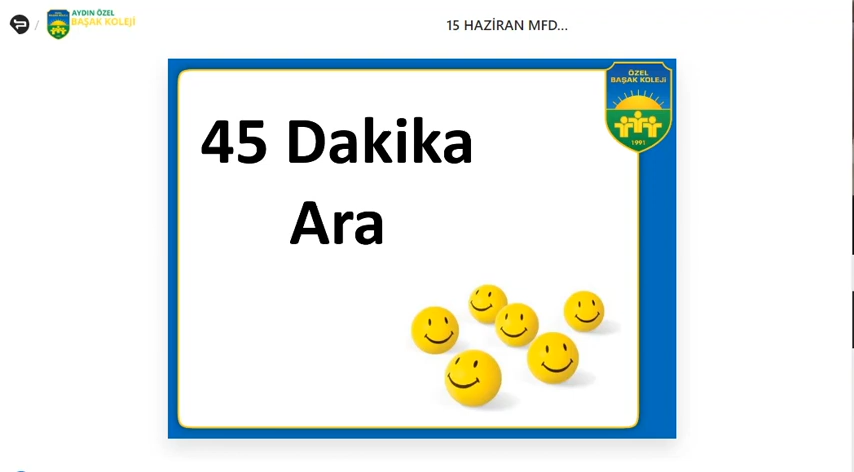 AYDIN ÖZEL
BAŞAK KOLEJİ
15 HAZİRAN MFD...
ÖZEL
BAŞAK KOLEJİ
1991
45 Dakika
Ara